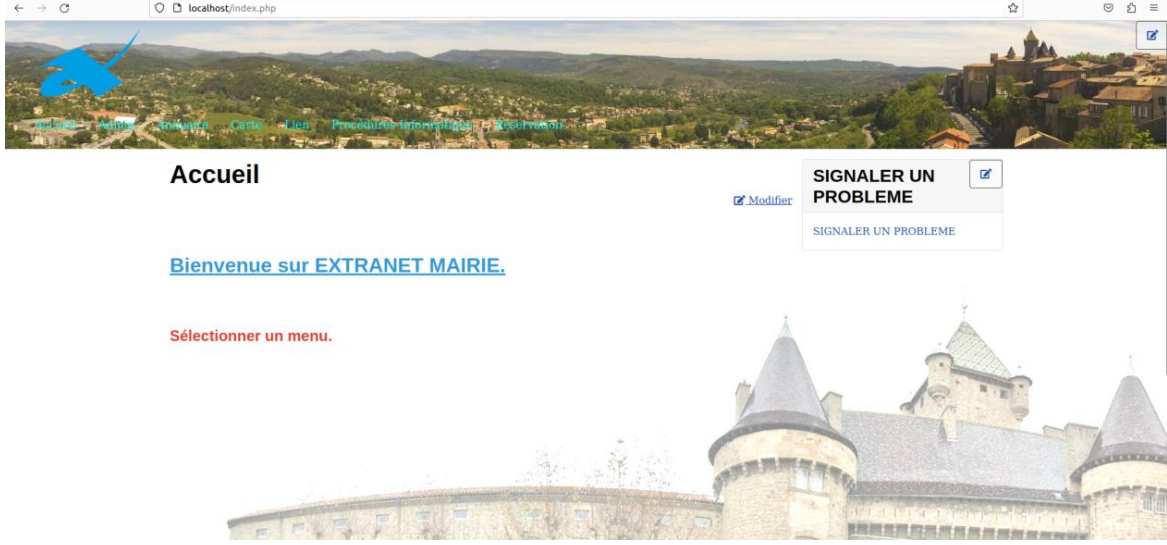 localhost/index.php
Accueil Admin Annuaire Carte Lien Procédures Informatique Réservation
Accueil
Modifier
SIGNALER UN
PROBLEME
SIGNALER UN PROBLEME
Bienvenue sur EXTRANET MAIRIE.
Sélectionner un menu.